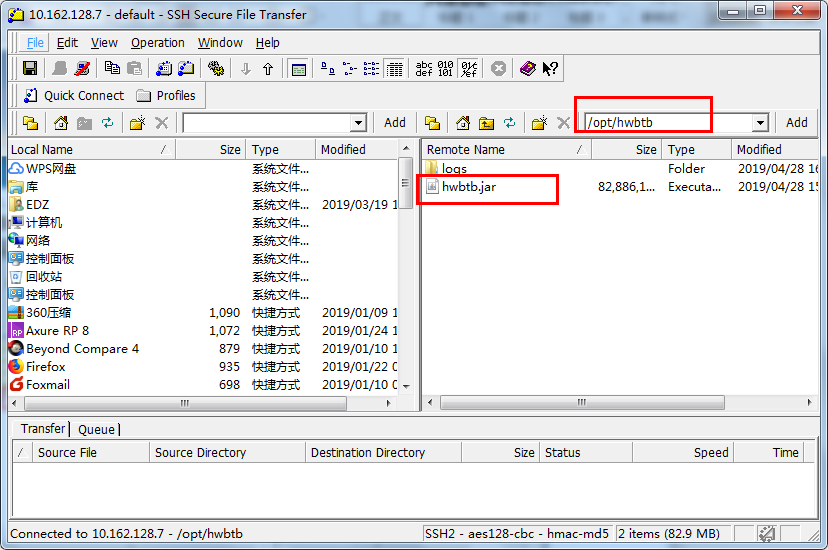 10.162.128.7 - default - SSH Secure File Transfer
File Edit View Operation Window Help
Quick Connect Profiles
Add /opt/hwbtb Add
Local Name / Size Type Modified
WPS网盘 系统文件...
库 系统文件...
EDZ 系统文件... 2019/03/19 1
计算机 系统文件...
网络 系统文件...
控制面板 系统文件...
回收站 系统文件...
控制面板 系统文件...
360压缩 1,090 快捷方式 2019/01/09 1
Axure RP 8 1,072 快捷方式 2019/01/24 1
Beyond Compare 4 879 快捷方式 2019/01/10 1
Firefox 935 快捷方式 2019/01/22 0
Foxmail 698 快捷方式 2019/01/10 0
Remote Name / Size Type Modified
logs Folder 2019/04/28 16
hwbtb.jar 82,886,1... Executa... 2019/04/28 15
Transfer Queue
/ Source File Source Directory Destination Directory Size Status Speed Time
Connected to 10.162.128.7 - /opt/hwbtb SSH2 - aes128-cbc - hmac-md5 2 items (82.9 MB)